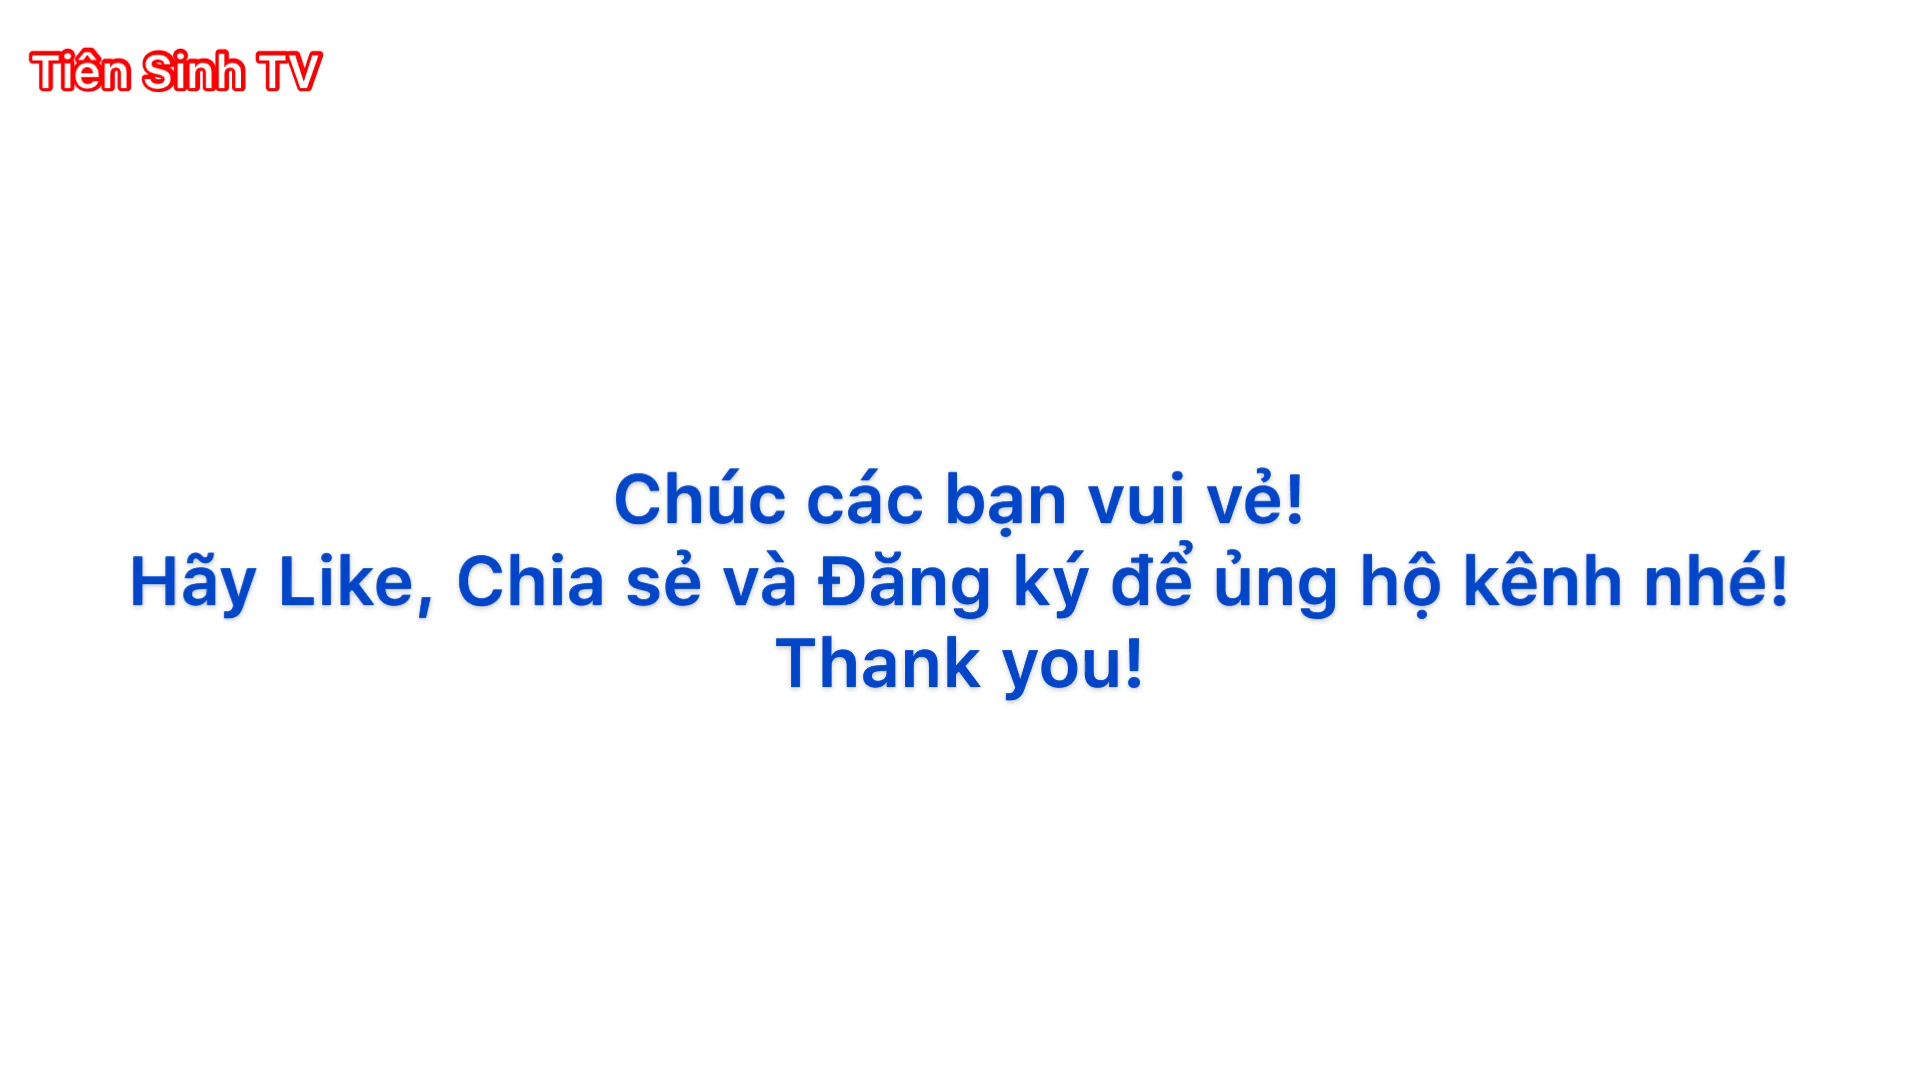 Tiên Sinh TV
Chúc các bạn vui vẻ!
Hãy Like, Chia sẻ và Đăng ký để ủng hộ kênh nhé!
Thank you!